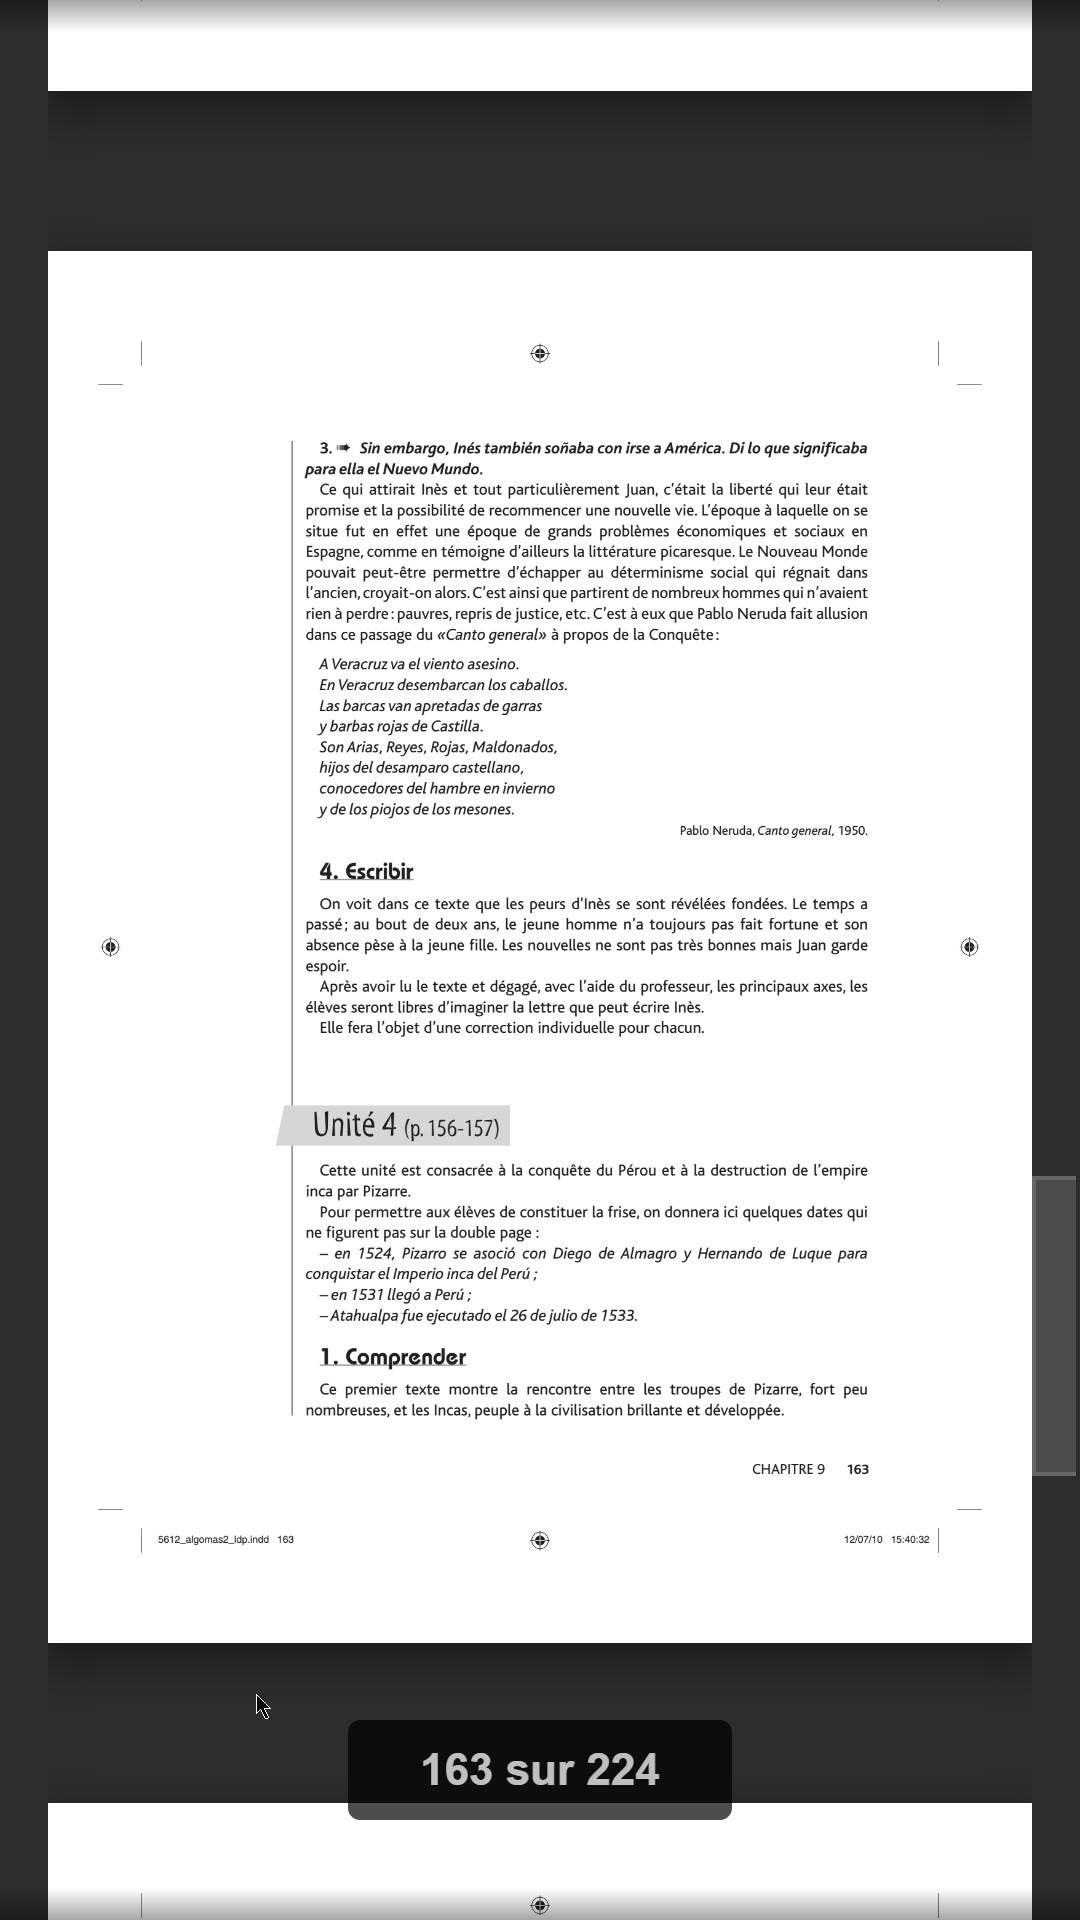 3. ➠ Sin embargo, Inés también soñaba con irse a América. Di lo que significaba
para ella el Nuevo Mundo.
Ce qui attirait Inès et tout particulièrement Juan, c’était la liberté qui leur était
promise et la possibilité de recommencer une nouvelle vie. L’époque à laquelle on se
situe fut en effet une époque de grands problèmes économiques et sociaux en
Espagne, comme en témoigne d’ailleurs la littérature picaresque. Le Nouveau Monde
pouvait peut-être permettre d’échapper au déterminisme social qui régnait dans
l’ancien, croyait-on alors. C’est ainsi que partirent de nombreux hommes qui n’avaient
rien à perdre : pauvres, repris de justice, etc. C’est à eux que Pablo Neruda fait allusion
dans ce passage du «Canto general» à propos de la Conquête :
A Veracruz va el viento asesino.
En Veracruz desembarcan los caballos.
Las barcas van apretadas de garras
y barbas rojas de Castilla.
Son Arias, Reyes, Rojas, Maldonados,
hijos del desamparo castellano,
conocedores del hambre en invierno
y de los piojos de los mesones.
Pablo Neruda, Canto general, 1950.
4. Escribir
On voit dans ce texte que les peurs d’Inès se sont révélées fondées. Le temps a
passé ; au bout de deux ans, le jeune homme n’a toujours pas fait fortune et son
absence pèse à la jeune fille. Les nouvelles ne sont pas très bonnes mais Juan garde
espoir.
Après avoir lu le texte et dégagé, avec l’aide du professeur, les principaux axes, les
élèves seront libres d’imaginer la lettre que peut écrire Inès.
Elle fera l’objet d’une correction individuelle pour chacun.
Unité 4 (p. 156-157)
Cette unité est consacrée à la conquête du Pérou et à la destruction de l’empire
inca par Pizarre.
Pour permettre aux élèves de constituer la frise, on donnera ici quelques dates qui
ne figurent pas sur la double page :
– en 1524, Pizarro se asoció con Diego de Almagro y Hernando de Luque para
conquistar el Imperio inca del Perú ;
– en 1531 llegó a Perú ;
– Atahualpa fue ejecutado el 26 de julio de 1533.
1. Comprender
Ce premier texte montre la rencontre entre les troupes de Pizarre, fort peu
nombreuses, et les Incas, peuple à la civilisation brillante et développée.
CHAPITRE 9 163
5612_algomas2_ldp.indd 163
12/07/10 15:40:32
163 sur 224